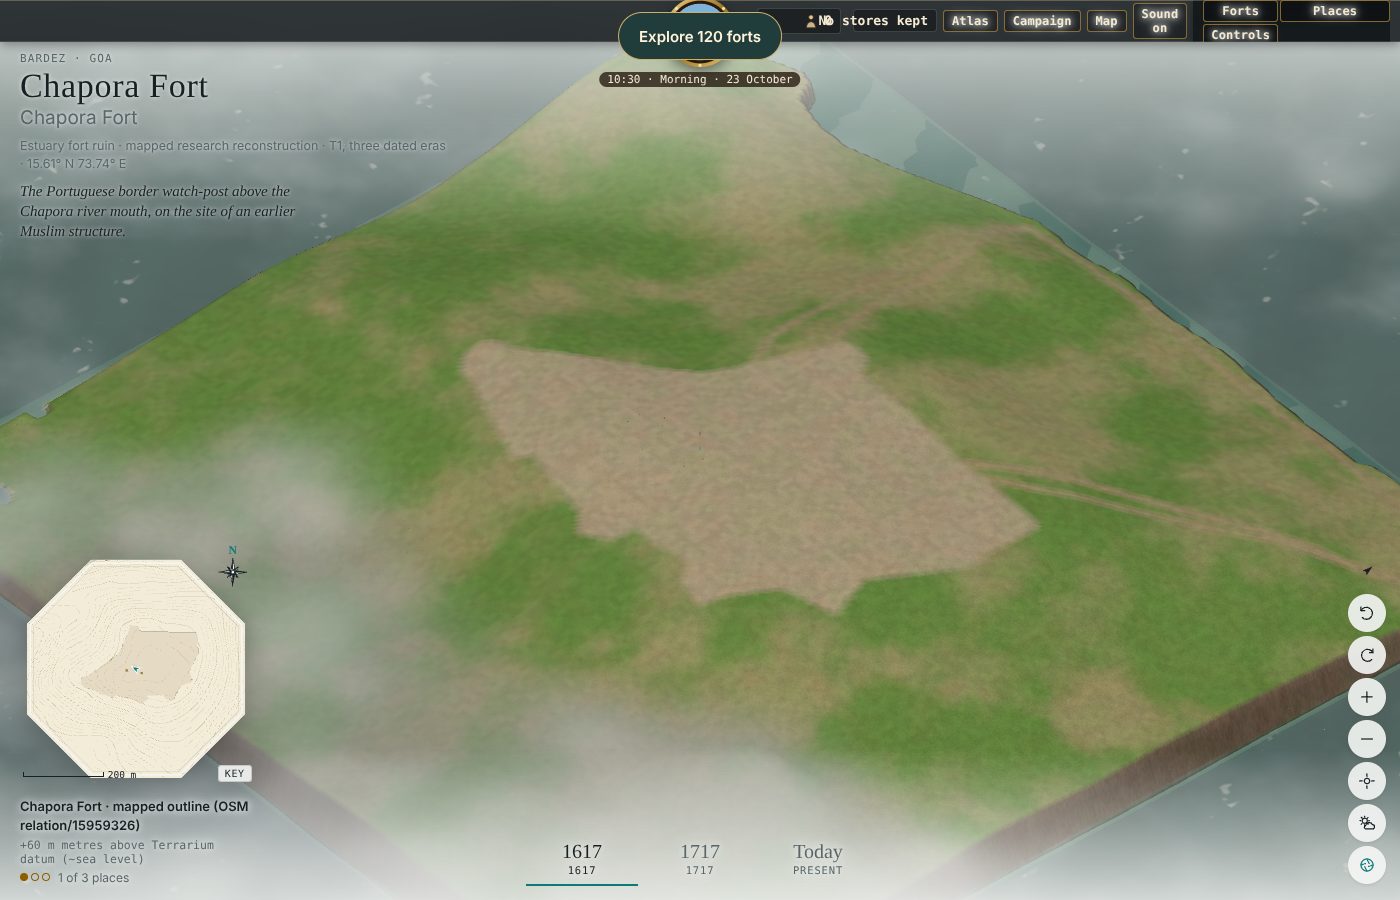 No stores kept
Atlas
Campaign
Map
Sound on
Forts
Places
Controls
Explore 120 forts
10:30 · Morning · 23 October
BARDEZ · GOA
Chapora Fort
Chapora Fort
Estuary fort ruin · mapped research reconstruction · T1, three dated eras
· 15.61° N 73.74° E
The Portuguese border watch-post above the
Chapora river mouth, on the site of an earlier
Muslim structure.
N
200 m
KEY
Chapora Fort · mapped outline (OSM
relation/15959326)
+60 m metres above Terrarium
datum (~sea level)
1 of 3 places
1617
1617
1717
1717
Today
PRESENT